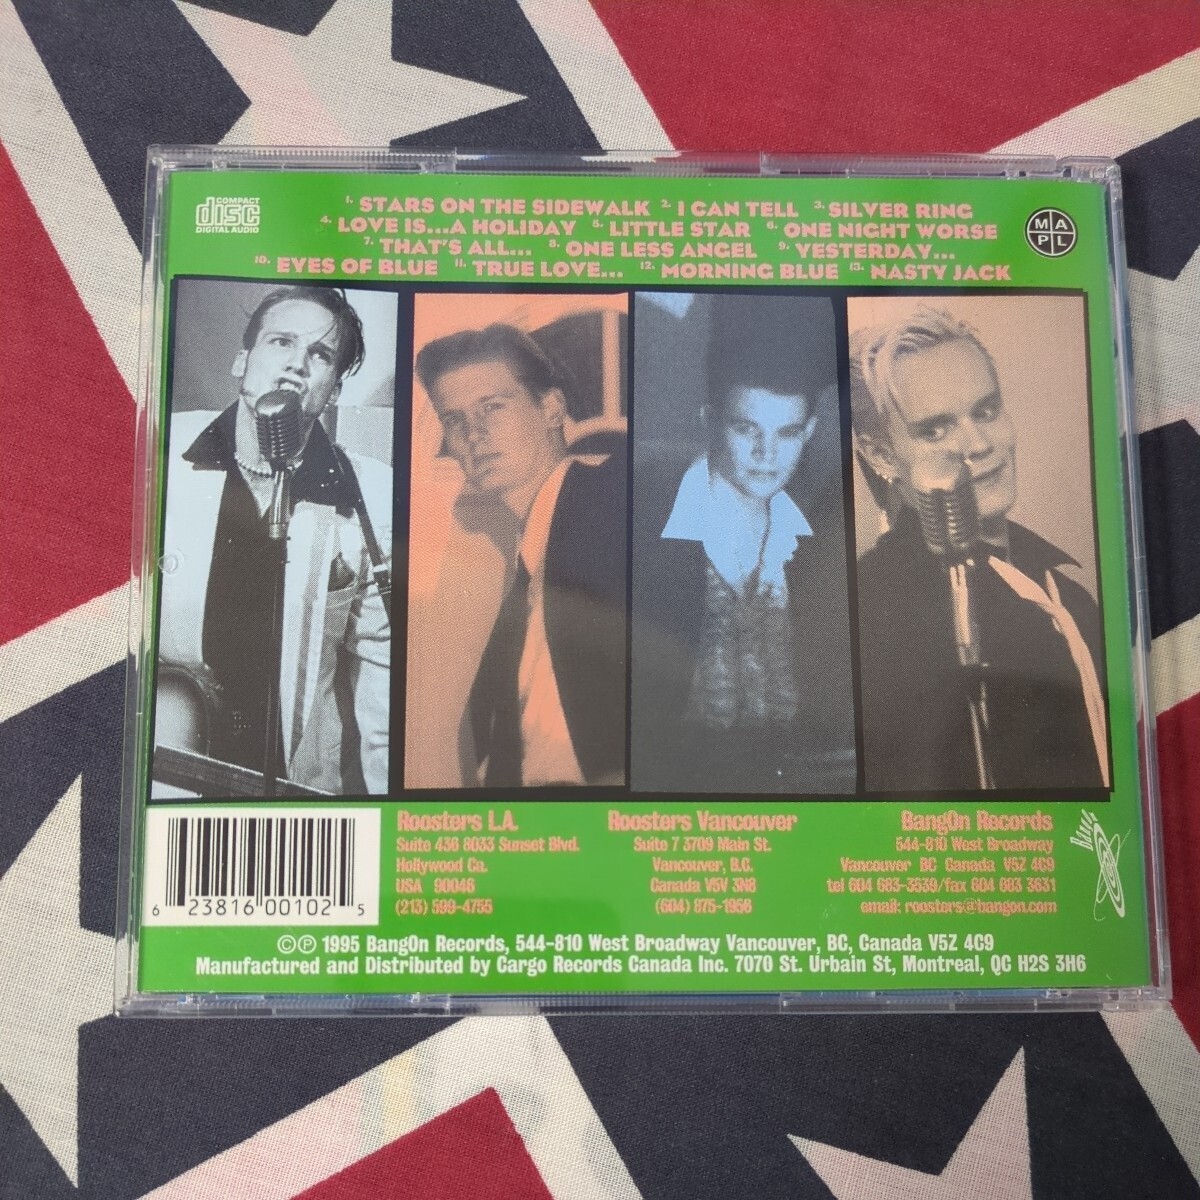 COMPACT
disc
DIGITAL AUDIO
1. STARS ON THE SIDEWALK 2. I CAN TELL 3. SILVER RING
4. LOVE IS...A HOLIDAY 5. LITTLE STAR 6. ONE NIGHT WORSE
7. THAT'S ALL... 8. ONE LESS ANGEL 9. YESTERDAY...
10. EYES OF BLUE 11. TRUE LOVE... 12. MORNING BLUE 13. NASTY JACK
M A
P L
Roosters L.A.
Suite 436 8033 Sunset Blvd.
Hollywood Ca.
USA 90046
(213) 599-4755
Roosters Vancouver
Suite 7 3709 Main St.
Vancouver, B.C.
Canada V5V 3N8
(604) 875-1956
BangOn Records
544-810 West Broadway
Vancouver BC Canada V5Z 4C9
tel 604 683-3539/fax 604 683 3631
email: roosters@bangon.com
6 23816 00102 5
©℗ 1995 BangOn Records, 544-810 West Broadway Vancouver, BC, Canada V5Z 4C9
Manufactured and Distributed by Cargo Records Canada Inc. 7070 St. Urbain St, Montreal, QC H2S 3H6